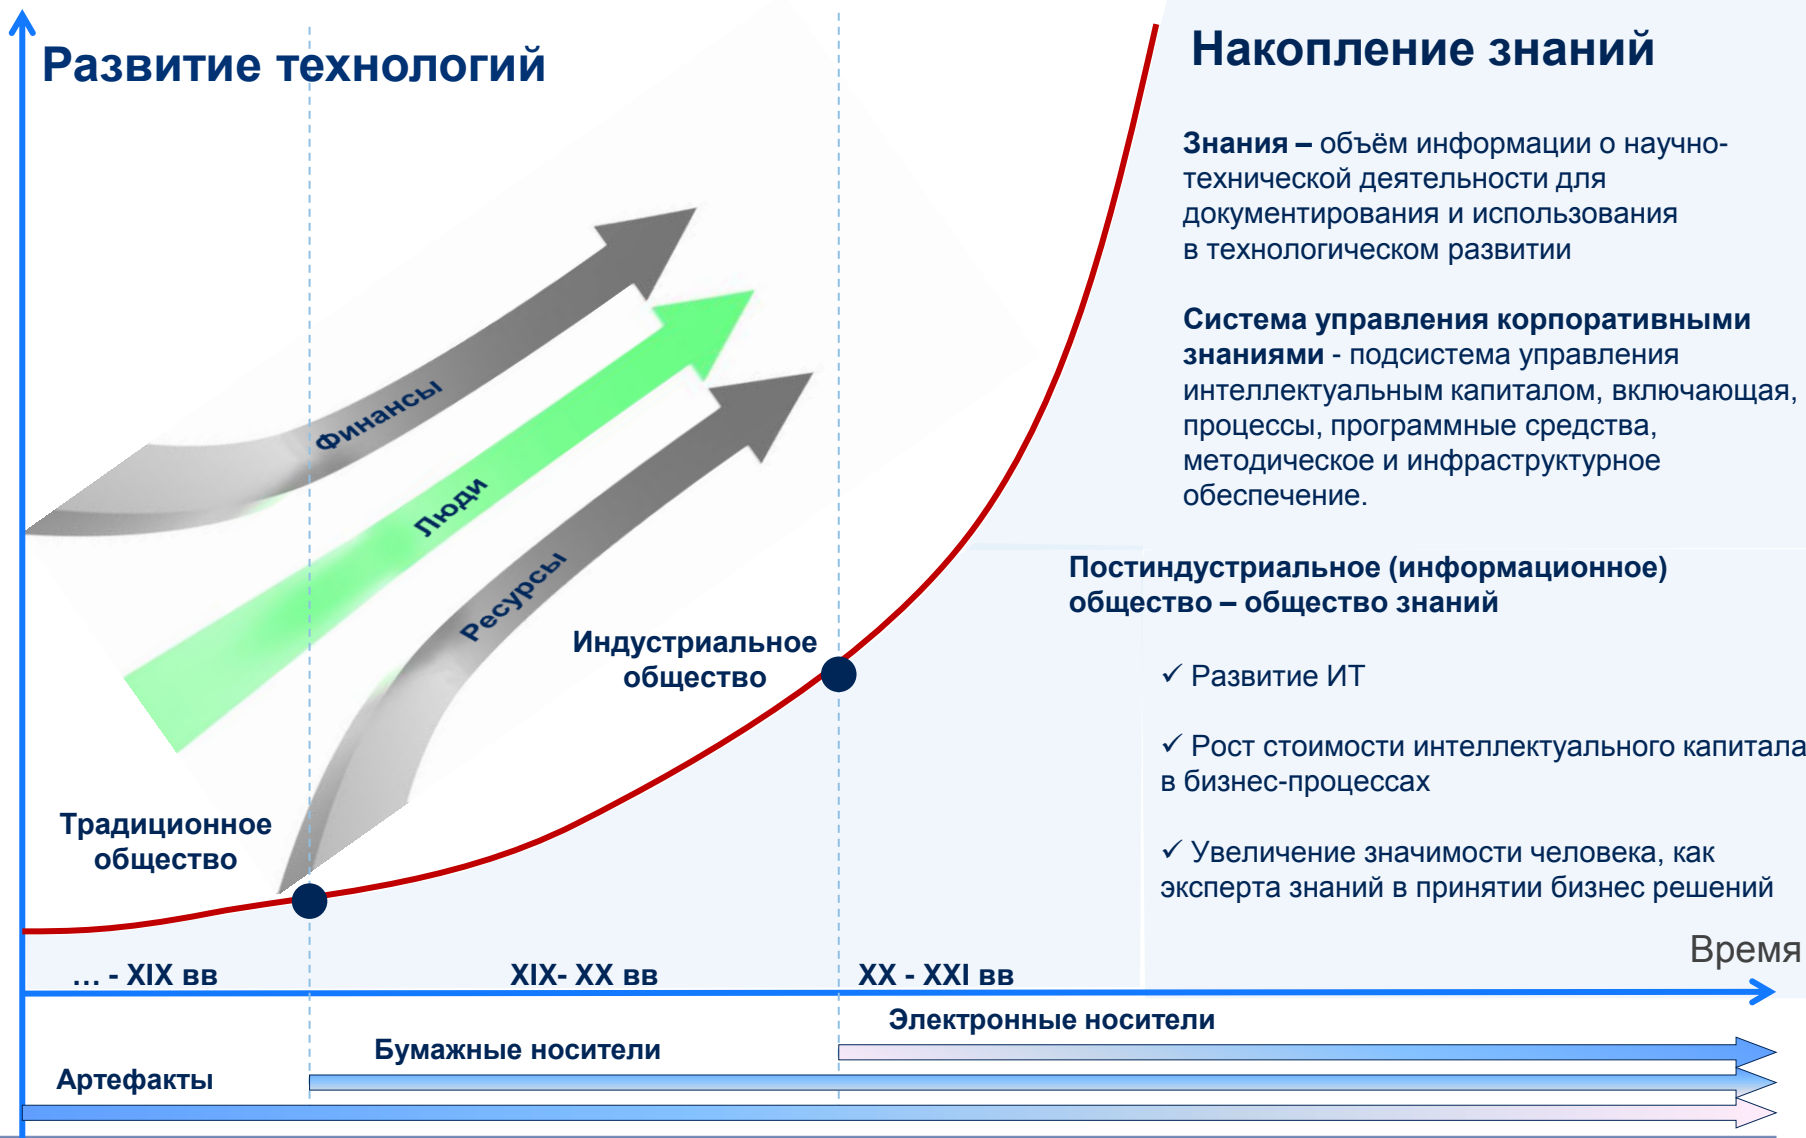 Развитие технологий
Накопление знаний
Знания – объём информации о научно-
технической деятельности для
документирования и использования
в технологическом развитии
Система управления корпоративными
знаниями - подсистема управления
интеллектуальным капиталом, включающая,
процессы, программные средства,
методическое и инфраструктурное
обеспечение.
Финансы
Люди
Ресурсы
Постиндустриальное (информационное)
общество – общество знаний
Индустриальное
общество
✓ Развитие ИТ
✓ Рост стоимости интеллектуального капитала
в бизнес-процессах
Традиционное
общество
✓ Увеличение значимости человека, как
эксперта знаний в принятии бизнес решений
Время
... - XIX вв
XIX- XX вв
XX - XXI вв
Электронные носители
Бумажные носители
Артефакты